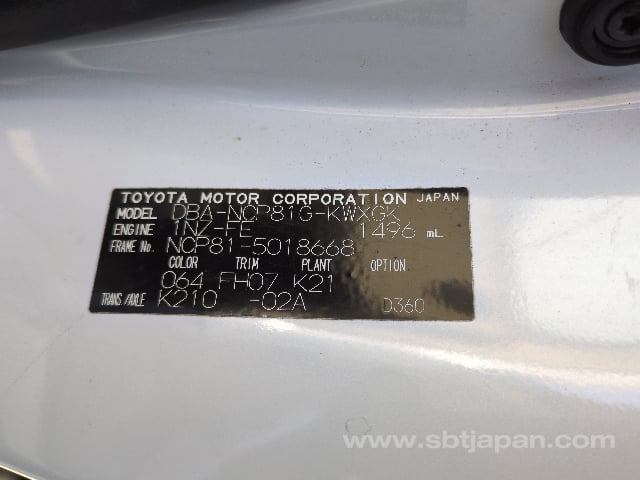 TOYOTA MOTOR CORPORATION JAPAN
MODEL DBA-NCP81G-KWXGK
ENGINE 1NZ-FE 1496 mL
FRAME No. NCP81-5018668
COLOR TRIM PLANT OPTION
064 FH07 K21
TRANS/AXLE K210 -02A D360
www.sbtjapan.com